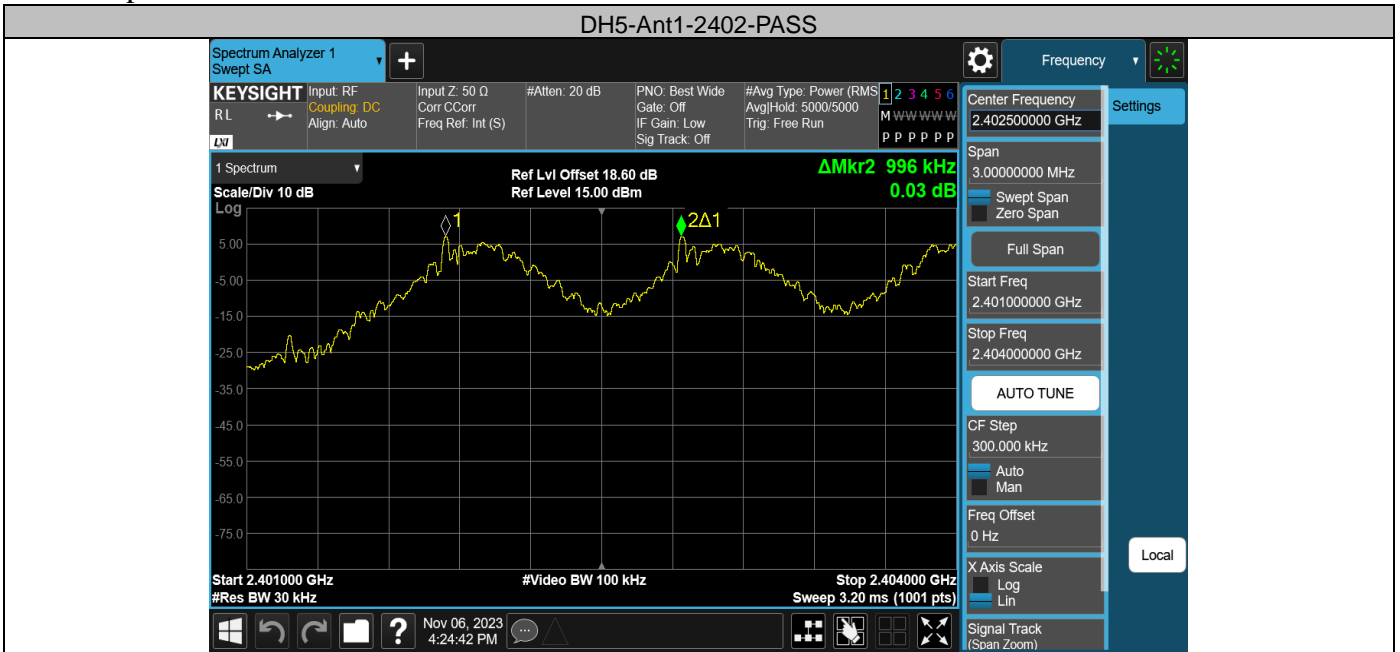 DH5-Ant1-2402-PASS
Spectrum Analyzer 1
Swept SA
Frequency
KEYSIGHT
RL
LXI
Input: RF
Coupling: DC
Align: Auto
Input Z: 50 Ω
Corr CCorr
Freq Ref: Int (S)
#Atten: 20 dB
PNO: Best Wide
Gate: Off
IF Gain: Low
Sig Track: Off
#Avg Type: Power (RMS
Avg|Hold: 5000/5000
Trig: Free Run
1 2 3 4 5 6
M W W W W W
P P P P P P
1 Spectrum
Scale/Div 10 dB
Log
Ref Lvl Offset 18.60 dB
Ref Level 15.00 dBm
ΔMkr2 996 kHz
0.03 dB
1
2Δ1
5.00
-5.00
-15.0
-25.0
-35.0
-45.0
-55.0
-65.0
-75.0
Start 2.401000 GHz
#Res BW 30 kHz
#Video BW 100 kHz
Stop 2.404000 GHz
Sweep 3.20 ms (1001 pts)
Center Frequency
2.402500000 GHz
Settings
Span
3.00000000 MHz
Swept Span
Zero Span
Full Span
Start Freq
2.401000000 GHz
Stop Freq
2.404000000 GHz
AUTO TUNE
CF Step
300.000 kHz
Auto
Man
Freq Offset
0 Hz
Local
X Axis Scale
Log
Lin
Signal Track
(Span Zoom)
?
Nov 06, 2023
4:24:42 PM